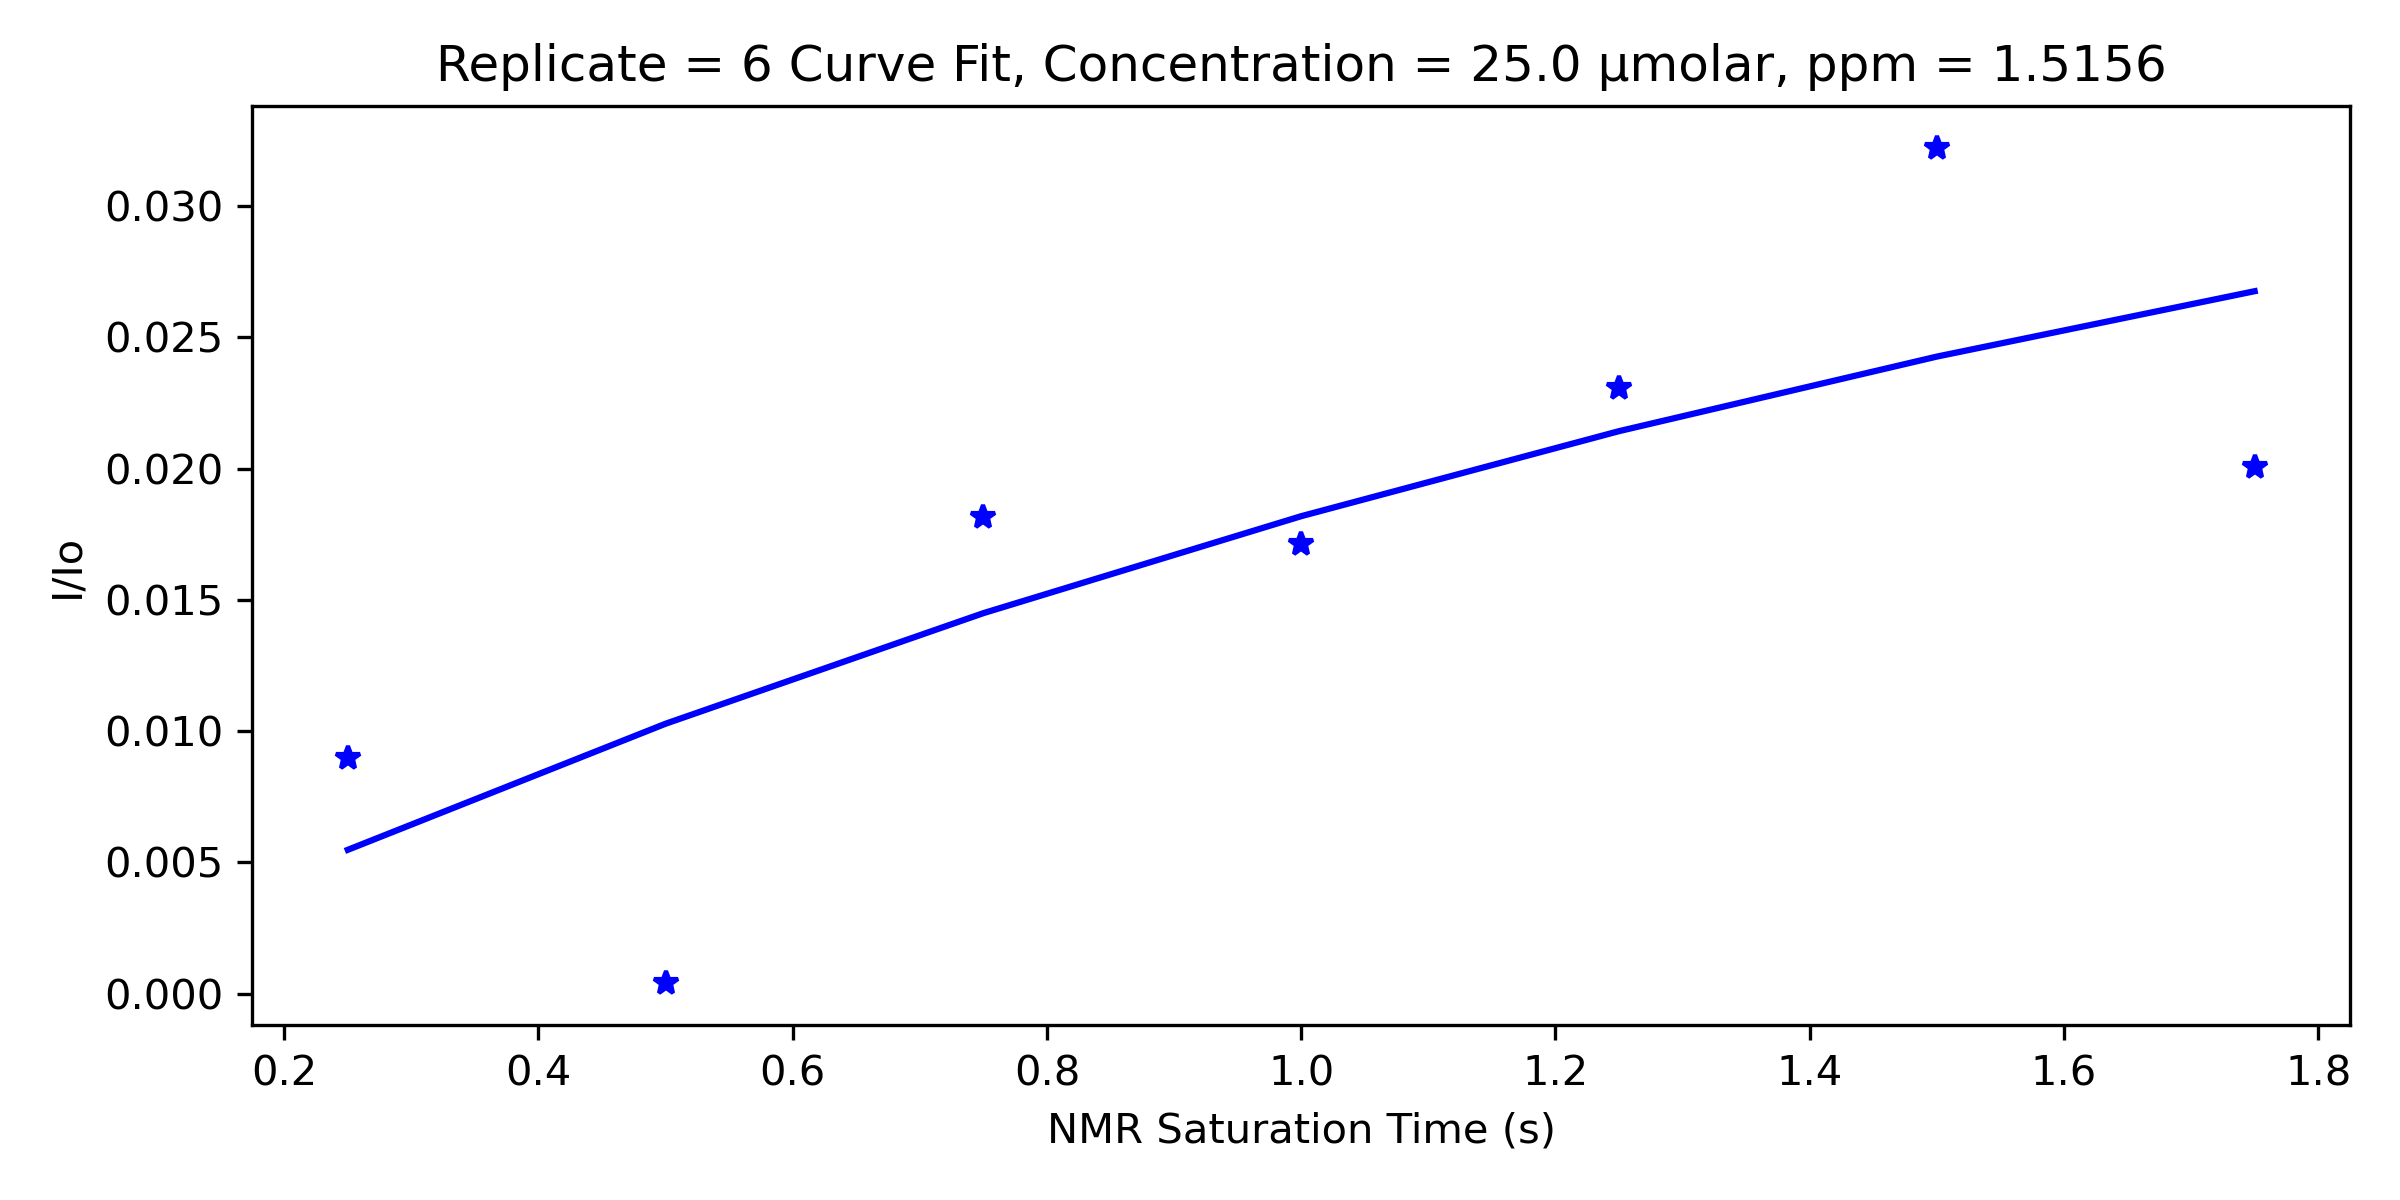 Replicate = 6 Curve Fit, Concentration = 25.0 µmolar, ppm = 1.5156
0.030
0.025
0.020
0.015
0.010
0.005
0.000
I/Io
0.2 0.4 0.6 0.8 1.0 1.2 1.4 1.6 1.8
NMR Saturation Time (s)